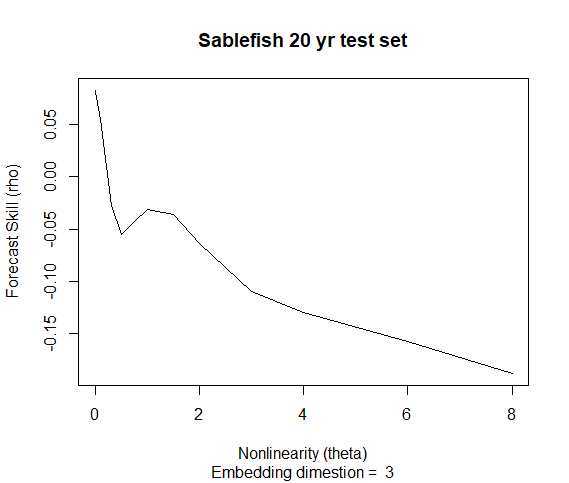 Sablefish 20 yr test set
Forecast Skill (rho)
0.05
0.00
-0.05
-0.10
-0.15
0 2 4 6 8
Nonlinearity (theta)
Embedding dimestion = 3